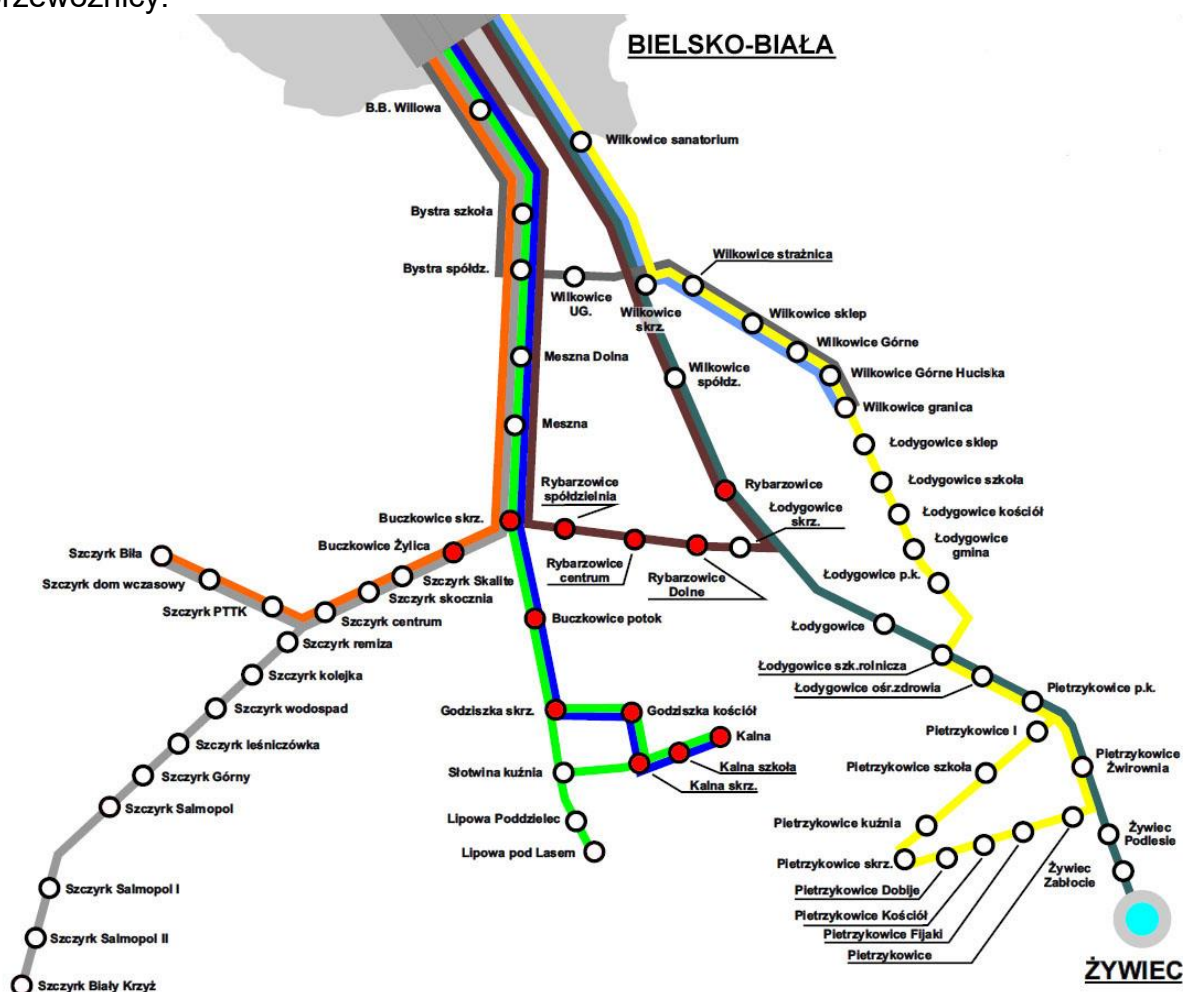 rzewoźnicy.
BIELSKO-BIAŁA
B.B. Willowa
Wilkowice sanatorium
Bystra szkoła
Bystra spółdz.
Wilkowice
UG.
Wilkowice
skrz.
Wilkowice strażnica
Wilkowice sklep
Wilkowice Górne
Wilkowice Górne Huciska
Wilkowice granica
Meszna Dolna
Wilkowice
spółdz.
Meszna
Łodygowice sklep
Łodygowice szkoła
Łodygowice kościół
Łodygowice
gmina
Łodygowice p.k.
Rybarzowice
spółdzielnia
Rybarzowice
Łodygowice
skrz.
Buczkowice skrz.
Buczkowice Żylica
Rybarzowice
centrum
Rybarzowice
Dolne
Szczyrk Biła
Szczyrk dom wczasowy
Szczyrk PTTK
Szczyrk Skalite
Szczyrk skocznia
Szczyrk centrum
Szczyrk remiza
Szczyrk kolejka
Szczyrk wodospad
Szczyrk leśniczówka
Szczyrk Górny
Szczyrk Salmopol
Szczyrk Salmopol I
Szczyrk Salmopol II
Szczyrk Biały Krzyż
Buczkowice potok
Godziszka skrz.
Godziszka kościół
Kalna
Kalna szkoła
Kalna skrz.
Słotwina kuźnia
Lipowa Poddzielec
Lipowa pod Lasem
Łodygowice
Łodygowice szk.rolnicza
Łodygowice ośr.zdrowia
Pietrzykowice p.k.
Pietrzykowice I
Pietrzykowice szkoła
Pietrzykowice kuźnia
Pietrzykowice skrz.
Pietrzykowice Dobije
Pietrzykowice Kościół
Pietrzykowice Fijaki
Pietrzykowice
Pietrzykowice
Żwirownia
Żywiec
Podlesie
Żywiec
Zabłocie
ŻYWIEC